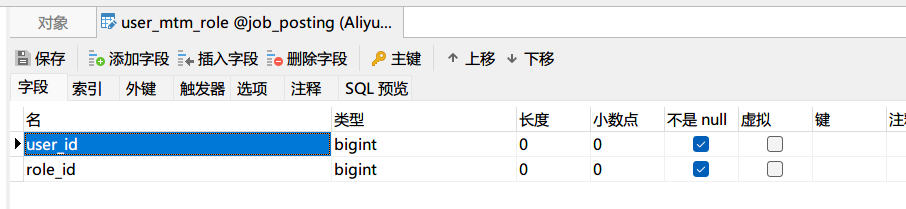 对象 user_mtm_role @job_posting (Aliyu...
保存 添加字段 插入字段 删除字段 主键 上移 下移
字段 索引 外键 触发器 选项 注释 SQL 预览
名 类型 长度 小数点 不是 null 虚拟 键 注释
user_id bigint 0 0
role_id bigint 0 0